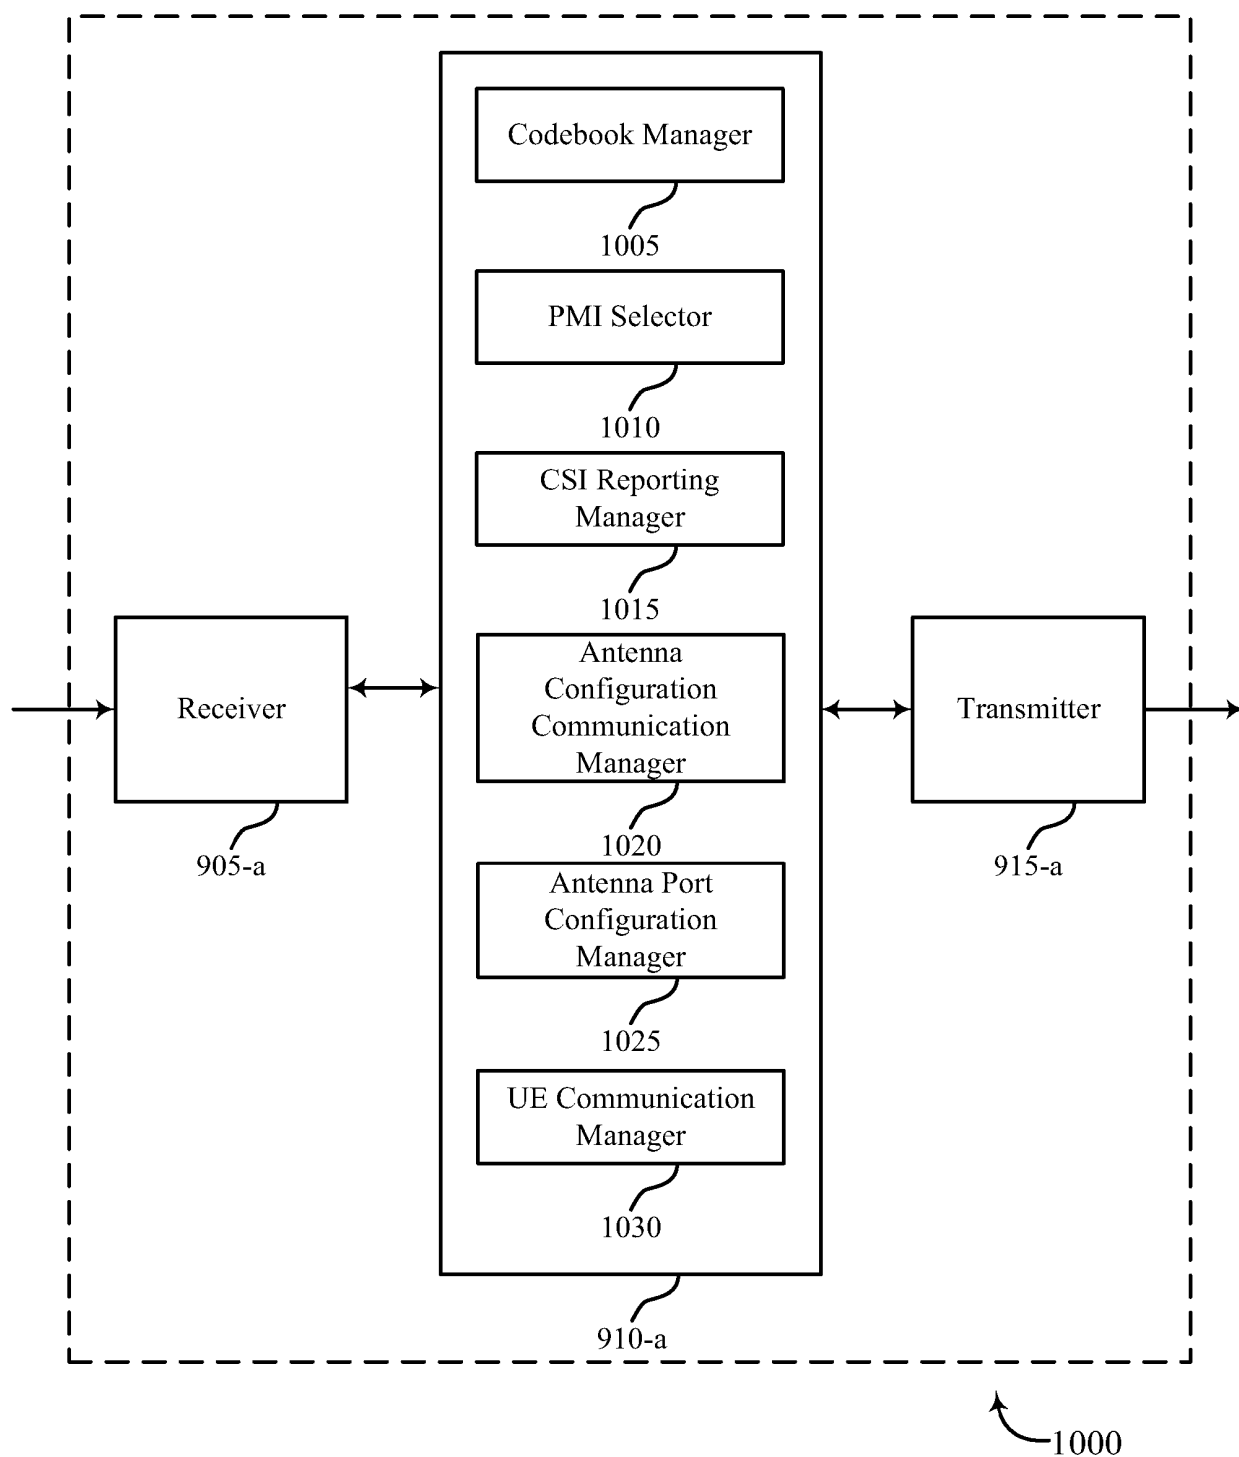 Codebook Manager
1005
PMI Selector
1010
CSI Reporting
Manager
1015
Receiver
905-a
Antenna
Configuration
Communication
Manager
1020
Transmitter
915-a
Antenna Port
Configuration
Manager
1025
UE Communication
Manager
1030
910-a
1000